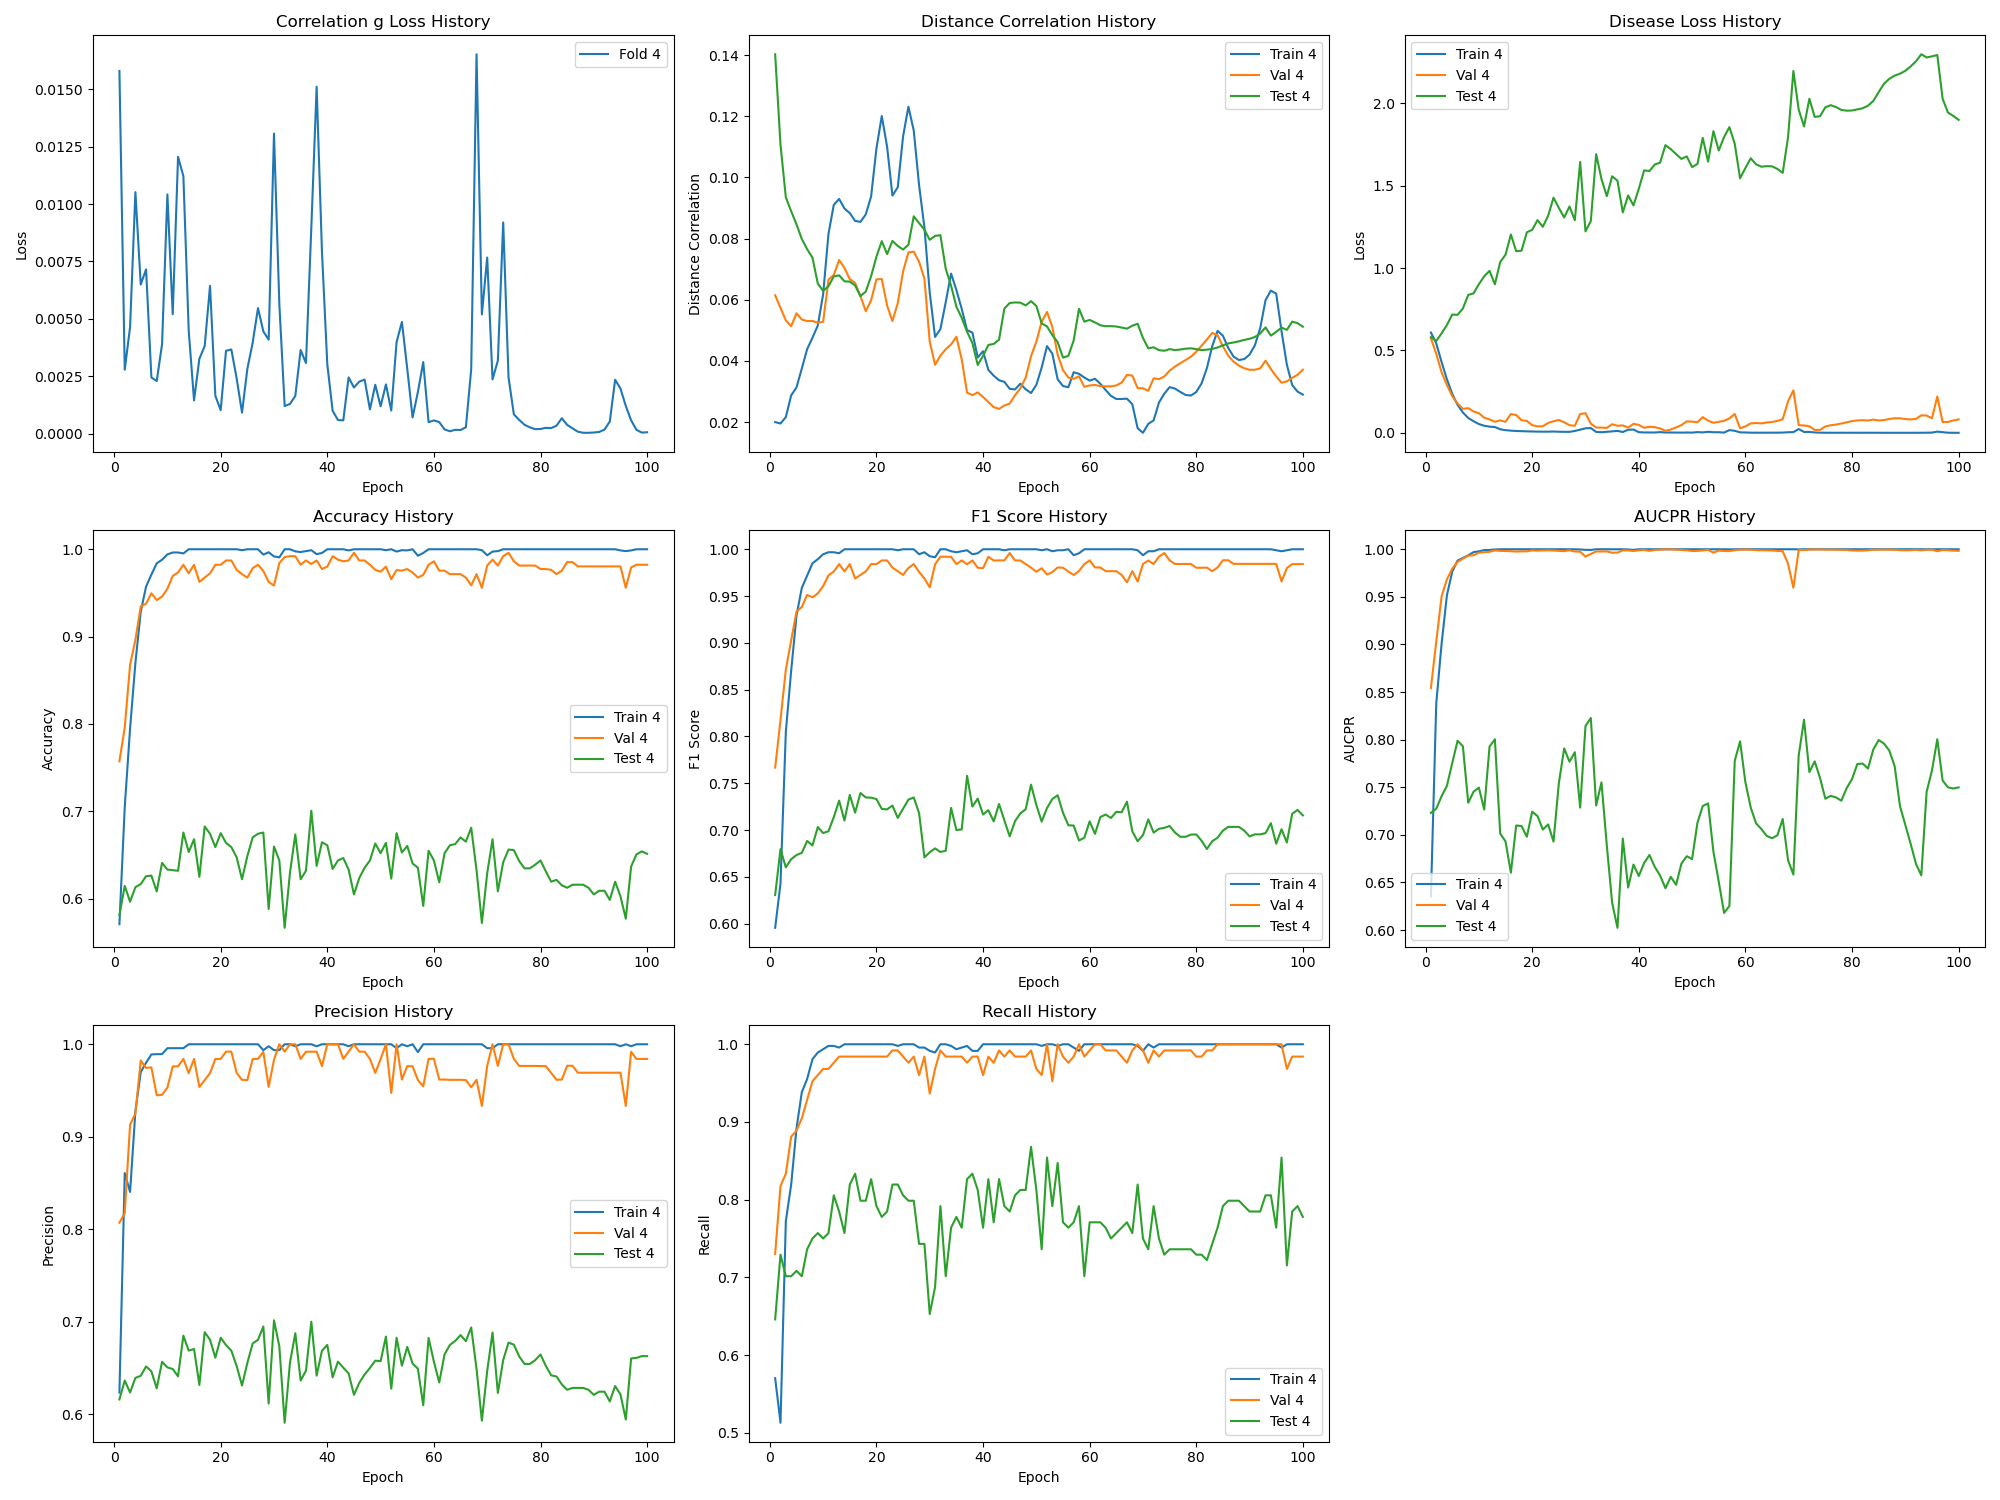 Correlation g Loss History
Loss
0.0150
0.0125
0.0100
0.0075
0.0050
0.0025
0.0000
Fold 4
0 20 40 60 80 100
Epoch
Distance Correlation History
Distance Correlation
0.14
0.12
0.10
0.08
0.06
0.04
0.02
Train 4
Val 4
Test 4
0 20 40 60 80 100
Epoch
Disease Loss History
Loss
2.0
1.5
1.0
0.5
0.0
Train 4
Val 4
Test 4
0 20 40 60 80 100
Epoch
Accuracy History
Accuracy
1.0
0.9
0.8
0.7
0.6
Train 4
Val 4
Test 4
0 20 40 60 80 100
Epoch
F1 Score History
F1 Score
1.00
0.95
0.90
0.85
0.80
0.75
0.70
0.65
0.60
Train 4
Val 4
Test 4
0 20 40 60 80 100
Epoch
AUCPR History
AUCPR
1.00
0.95
0.90
0.85
0.80
0.75
0.70
0.65
0.60
Train 4
Val 4
Test 4
0 20 40 60 80 100
Epoch
Precision History
Precision
1.0
0.9
0.8
0.7
0.6
Train 4
Val 4
Test 4
0 20 40 60 80 100
Epoch
Recall History
Recall
1.0
0.9
0.8
0.7
0.6
0.5
Train 4
Val 4
Test 4
0 20 40 60 80 100
Epoch